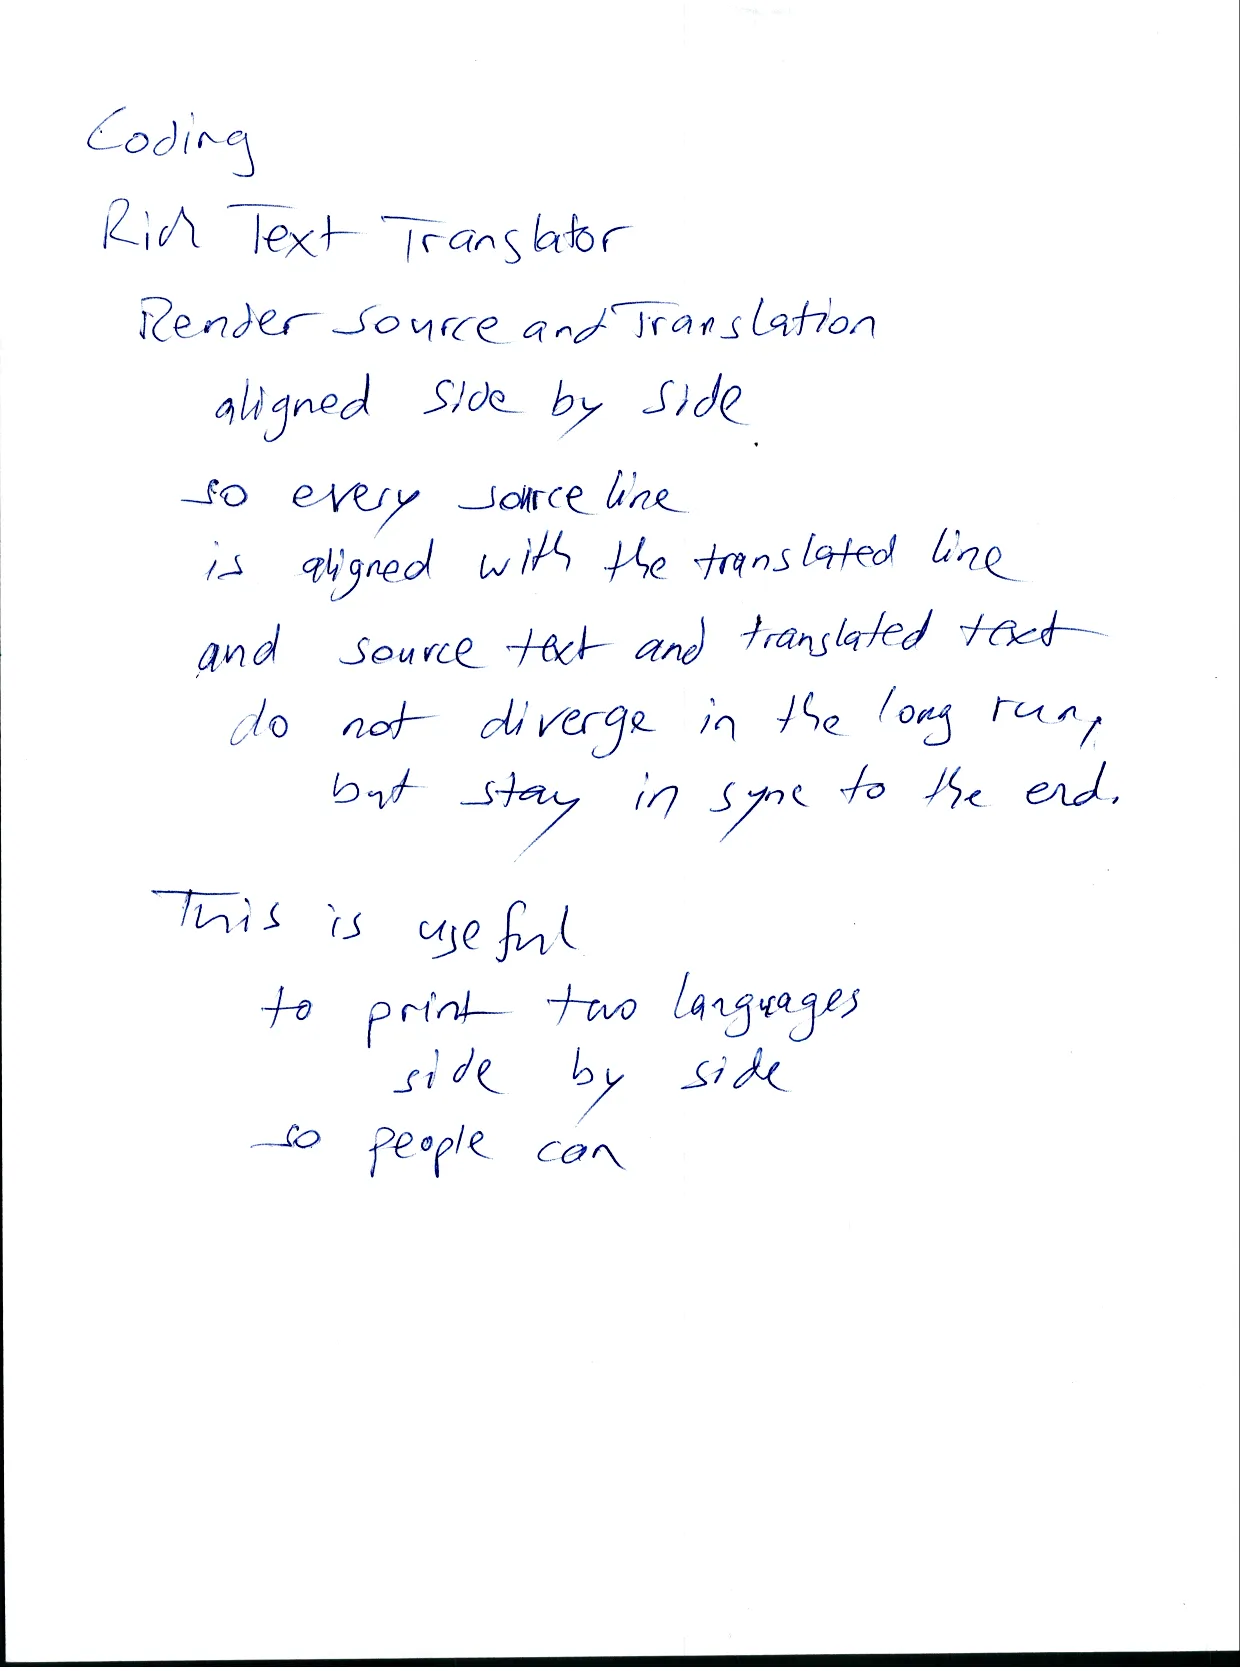 Coding
Rich Text Translator
Render Source and Translation
aligned side by side
so every source line
is aligned with the translated line
and source text and translated text
do not diverge in the long run,
but stay in sync to the end.
This is useful
to print two languages
side by side
so people can